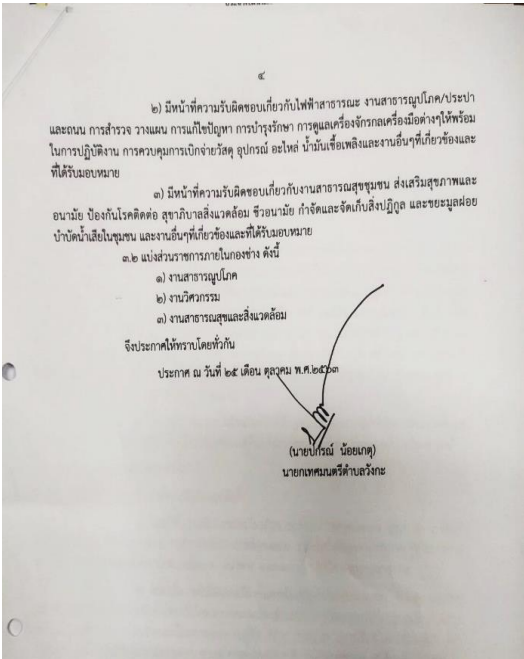 ๔
๒) มีหน้าที่ความรับผิดชอบเกี่ยวกับไฟฟ้าสาธารณะ งานสาธารณูปโภค/ประปา
และถนน การสำรวจ วางแผน การแก้ไขปัญหา การบำรุงรักษา การดูแลเครื่องจักรกลเครื่องมือต่างๆให้พร้อม
ในการปฏิบัติงาน การควบคุมการเบิกจ่ายวัสดุ อุปกรณ์ อะไหล่ น้ำมันเชื้อเพลิงและงานอื่นๆที่เกี่ยวข้องและ
ที่ได้รับมอบหมาย
๓) มีหน้าที่ความรับผิดชอบเกี่ยวกับงานสาธารณสุขชุมชน ส่งเสริมสุขภาพและ
อนามัย ป้องกันโรคติดต่อ สุขาภิบาลสิ่งแวดล้อม ชีวอนามัย กำจัดและจัดเก็บสิ่งปฏิกูล และขยะมูลฝอย
บำบัดน้ำเสียในชุมชน และงานอื่นๆที่เกี่ยวข้องและที่ได้รับมอบหมาย
๓.๒ แบ่งส่วนราชการภายในกองช่าง ดังนี้
๑) งานสาธารณูปโภค
๒) งานวิศวกรรม
๓) งานสาธารณสุขและสิ่งแวดล้อม
จึงประกาศให้ทราบโดยทั่วกัน
ประกาศ ณ วันที่ ๒๕ เดือน ตุลาคม พ.ศ.๒๕๖๓
(นายปกรณ์ น้อยเกตุ)
นายกเทศมนตรีตำบลวังกะ